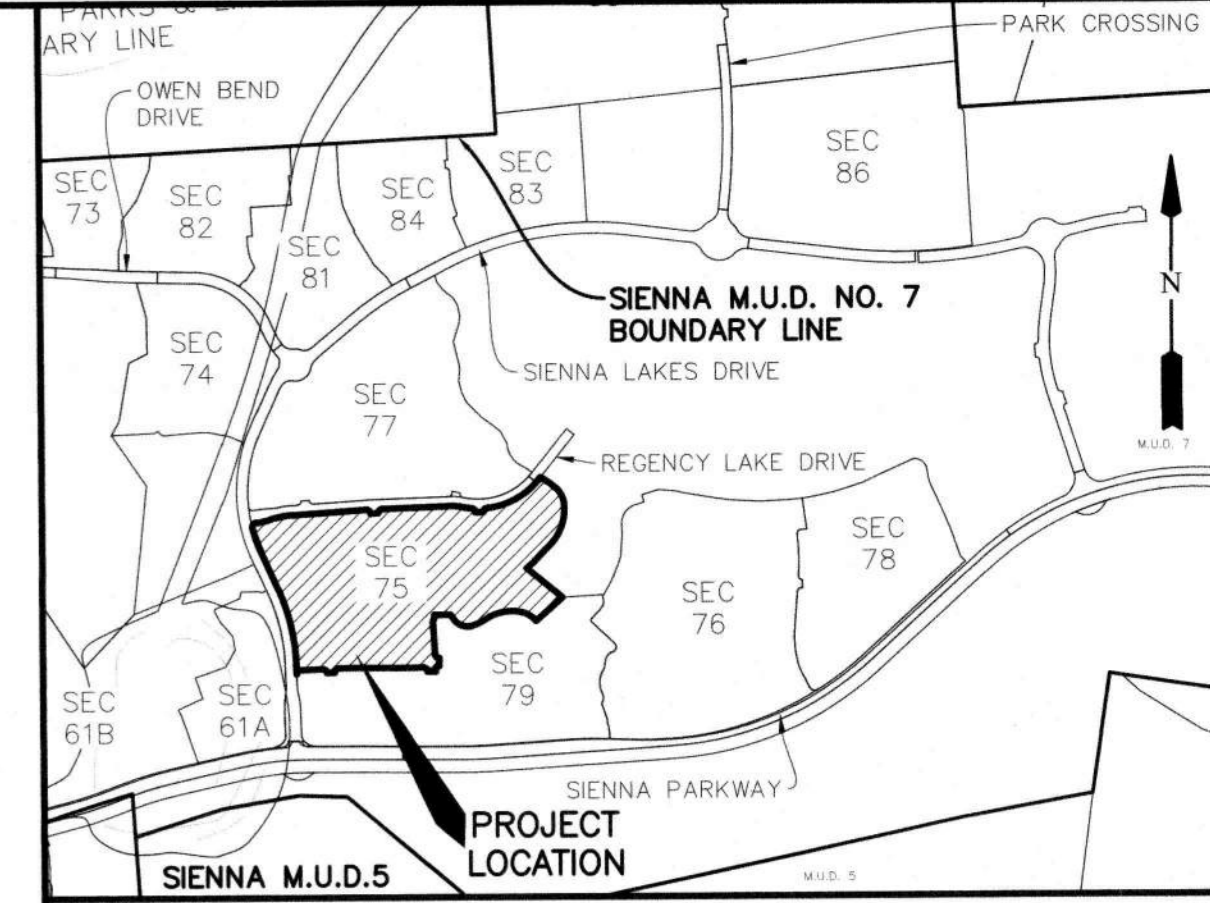 PARKS &
ARY LINE
PARK CROSSING
OWEN BEND
DRIVE
SEC
86
SEC
83
SEC
73
SEC
82
SEC
84
SEC
81
N
SIENNA M.U.D. NO. 7
BOUNDARY LINE
SEC
74
SIENNA LAKES DRIVE
SEC
77
M.U.D. 7
REGENCY LAKE DRIVE
SEC
75
SEC
78
SEC
76
SEC
79
SEC
61B
SEC
61A
SIENNA PARKWAY
PROJECT
LOCATION
SIENNA M.U.D.5
M.U.D. 5